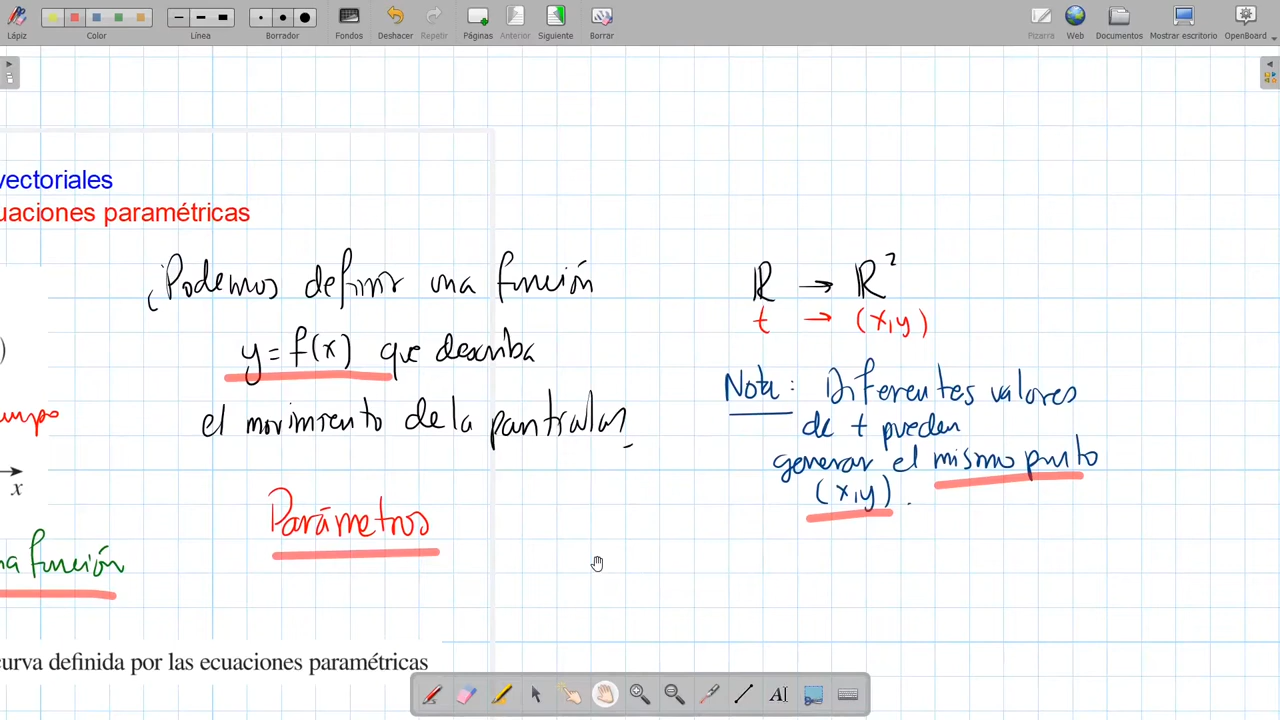 Lápiz
Color
Línea
Borrador
Fondos
Deshacer
Repetir
Páginas
Anterior
Siguiente
Borrar
Pizarra
Web
Documentos
Mostrar escritorio
OpenBoard
vectoriales
uaciones paramétricas
¿Podemos definir una función
y = f(x) que describa
el movimiento de la
)
x
Parámetros
na función
curva definida por las ecuaciones paramétricas
ℝ → ℝ²
t → (x,y)
Nota: Diferentes valores
de t pueden
generar el mismo punto
(x,y).
AI